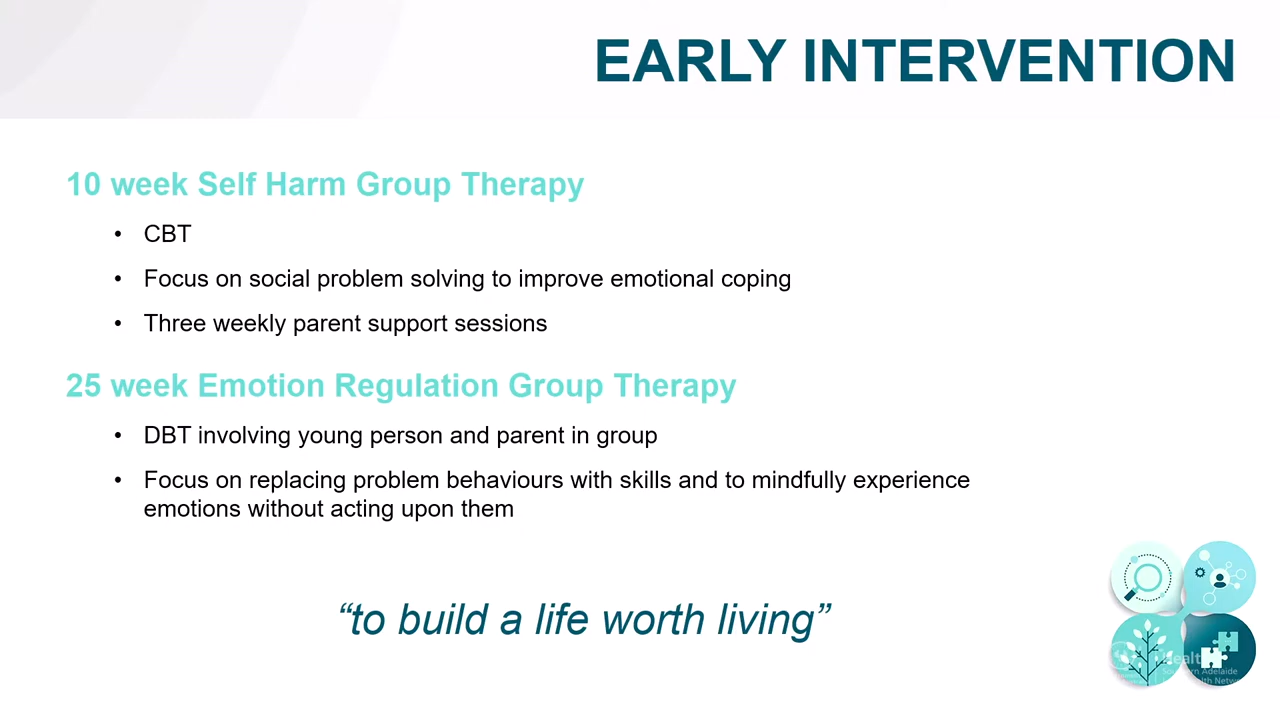 EARLY INTERVENTION
10 week Self Harm Group Therapy
• CBT
• Focus on social problem solving to improve emotional coping
• Three weekly parent support sessions
25 week Emotion Regulation Group Therapy
• DBT involving young person and parent in group
• Focus on replacing problem behaviours with skills and to mindfully experience
emotions without acting upon them
“to build a life worth living”
Health
Southern Adelaide